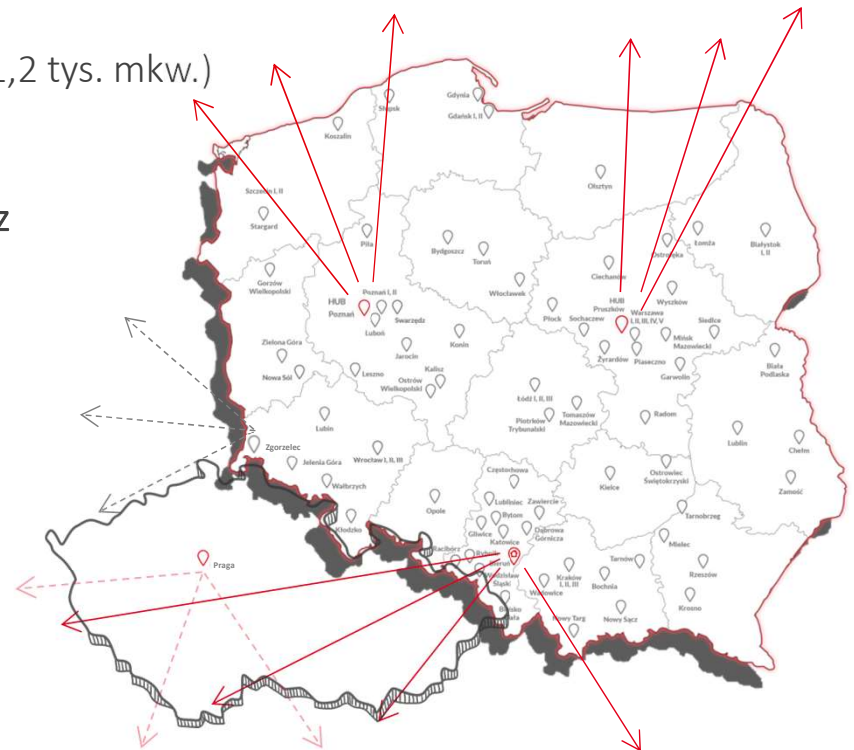 ,2 tys. mkw.)
z
Gdynia
Słupsk
Gdańsk I, II
Koszalin
Olsztyn
Szczecin I, II
Stargard
Piła
Bydgoszcz
Toruń
Ostrołęka
Łomża
Białystok
I, II
Ciechanów
Gorzów
Wielkopolski
Włocławek
Wyszków
HUB
Poznań
Poznań I, II
Swarzędz
Luboń
Płock
Sochaczew
HUB
Pruszków
Warszawa
I, II, III, IV, V
Siedlce
Mińsk
Mazowiecki
Zielona Góra
Jarocin
Konin
Żyrardów
Piaseczno
Garwolin
Biała
Podlaska
Nowa Sól
Leszno
Kalisz
Ostrów
Wielkopolski
Łódź I, II, III
Lubin
Piotrków
Trybunalski
Tomaszów
Mazowiecki
Radom
Lublin
Chełm
Zgorzelec
Jelenia Góra
Wrocław I, II, III
Wałbrzych
Częstochowa
Kielce
Ostrowiec
Świętokrzyski
Zamość
Kłodzko
Opole
Lubliniec
Zawiercie
Bytom
Tarnobrzeg
Gliwice
Dąbrowa
Górnicza
Katowice
Racibórz
Rybnik
Mielec
Praga
Wodzisław
Śląski
Wadowice
Kraków
I, II, III
Tarnów
Bochnia
Rzeszów
Bielsko
Biała
Nowy Targ
Nowy Sącz
Krosno